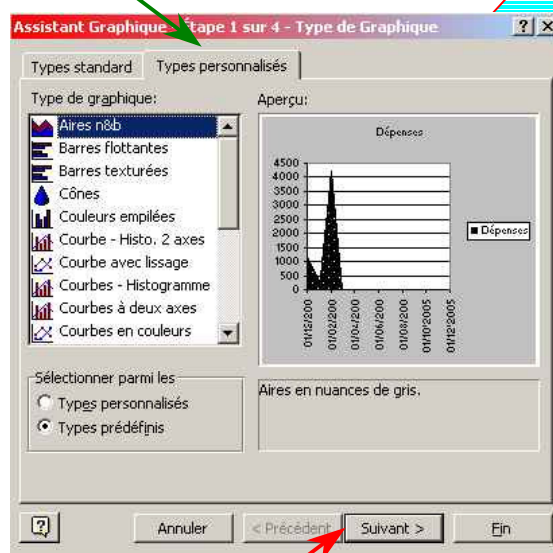 Assistant Graphique - Étape 1 sur 4 - Type de Graphique
Types standard
Types personnalisés
Type de graphique:
Aires n&b
Barres flottantes
Barres texturées
Cônes
Couleurs empilées
Courbe - Histo. 2 axes
Courbe avec lissage
Courbes - Histogramme
Courbes à deux axes
Courbes en couleurs
Sélectionner parmi les
Types personnalisés
Types prédéfinis
Aperçu:
Dépenses
4500
4000
3500
3000
2500
2000
1500
1000
500
0
01/12/200
01/02/200
01/04/200
01/06/200
01/08/200
01/10/2005
01/12/2005
Dépenses
Aires en nuances de gris.
Annuler
< Précédent
Suivant >
Fin